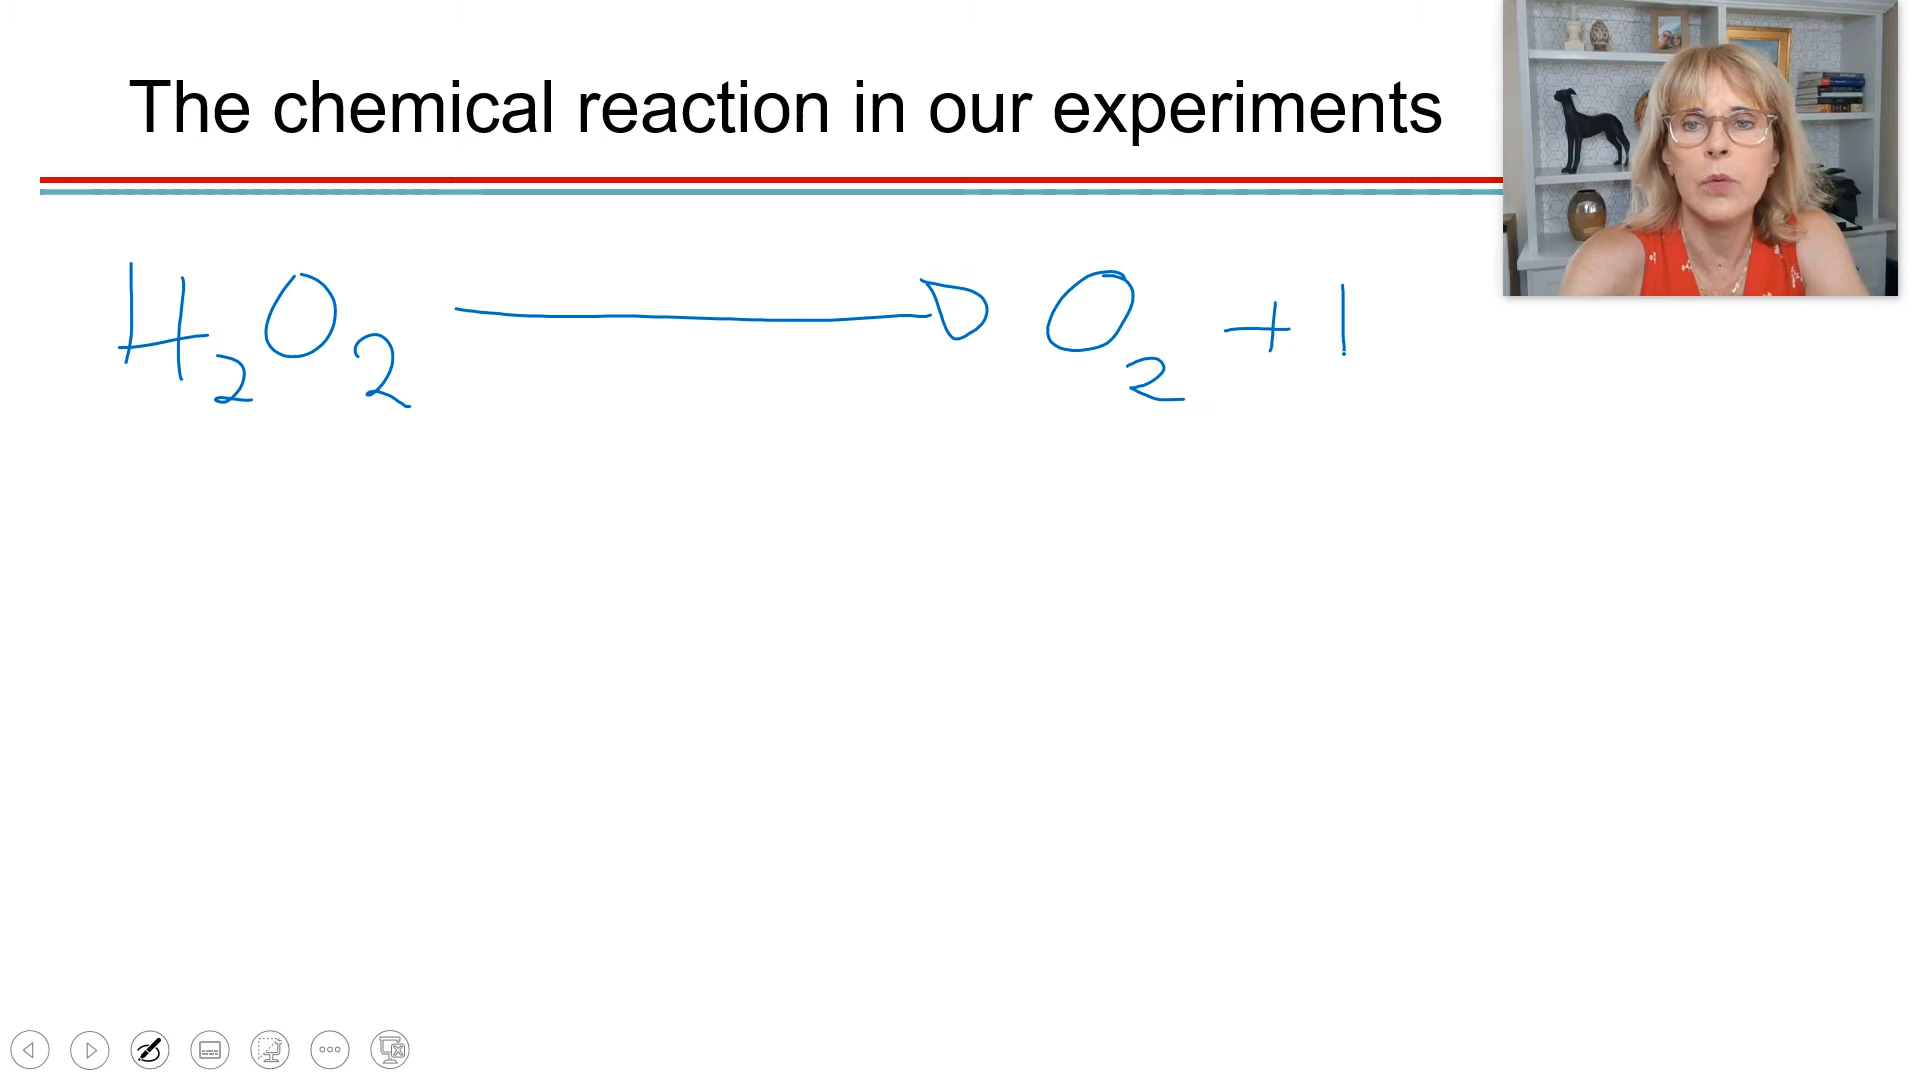 The chemical reaction in our experiments
H₂O₂ → O₂ + l